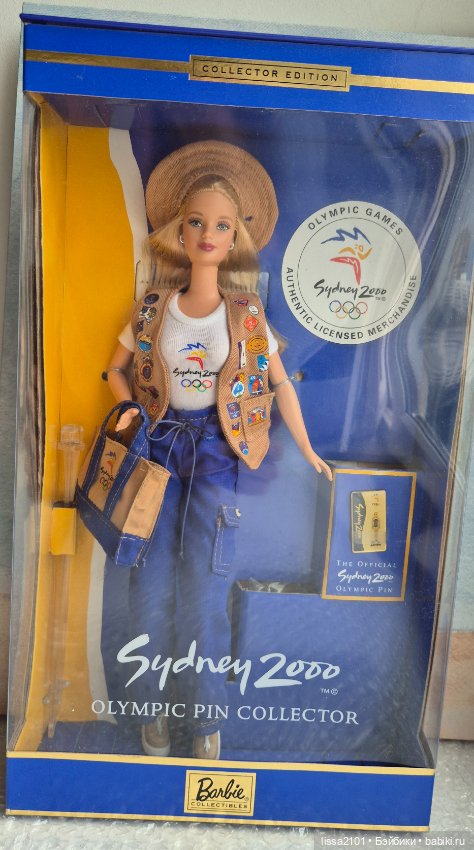 COLLECTOR EDITION
OLYMPIC GAMES
Sydney 2000
AUTHENTIC LICENSED MERCHANDISE
Sydney 2000
THE OFFICIAL
Sydney 2000
OLYMPIC PIN
Sydney 2000
TM©
OLYMPIC PIN COLLECTOR
Barbie
COLLECTIBLES
lissa2101 • Бэйбики • babiki.ru